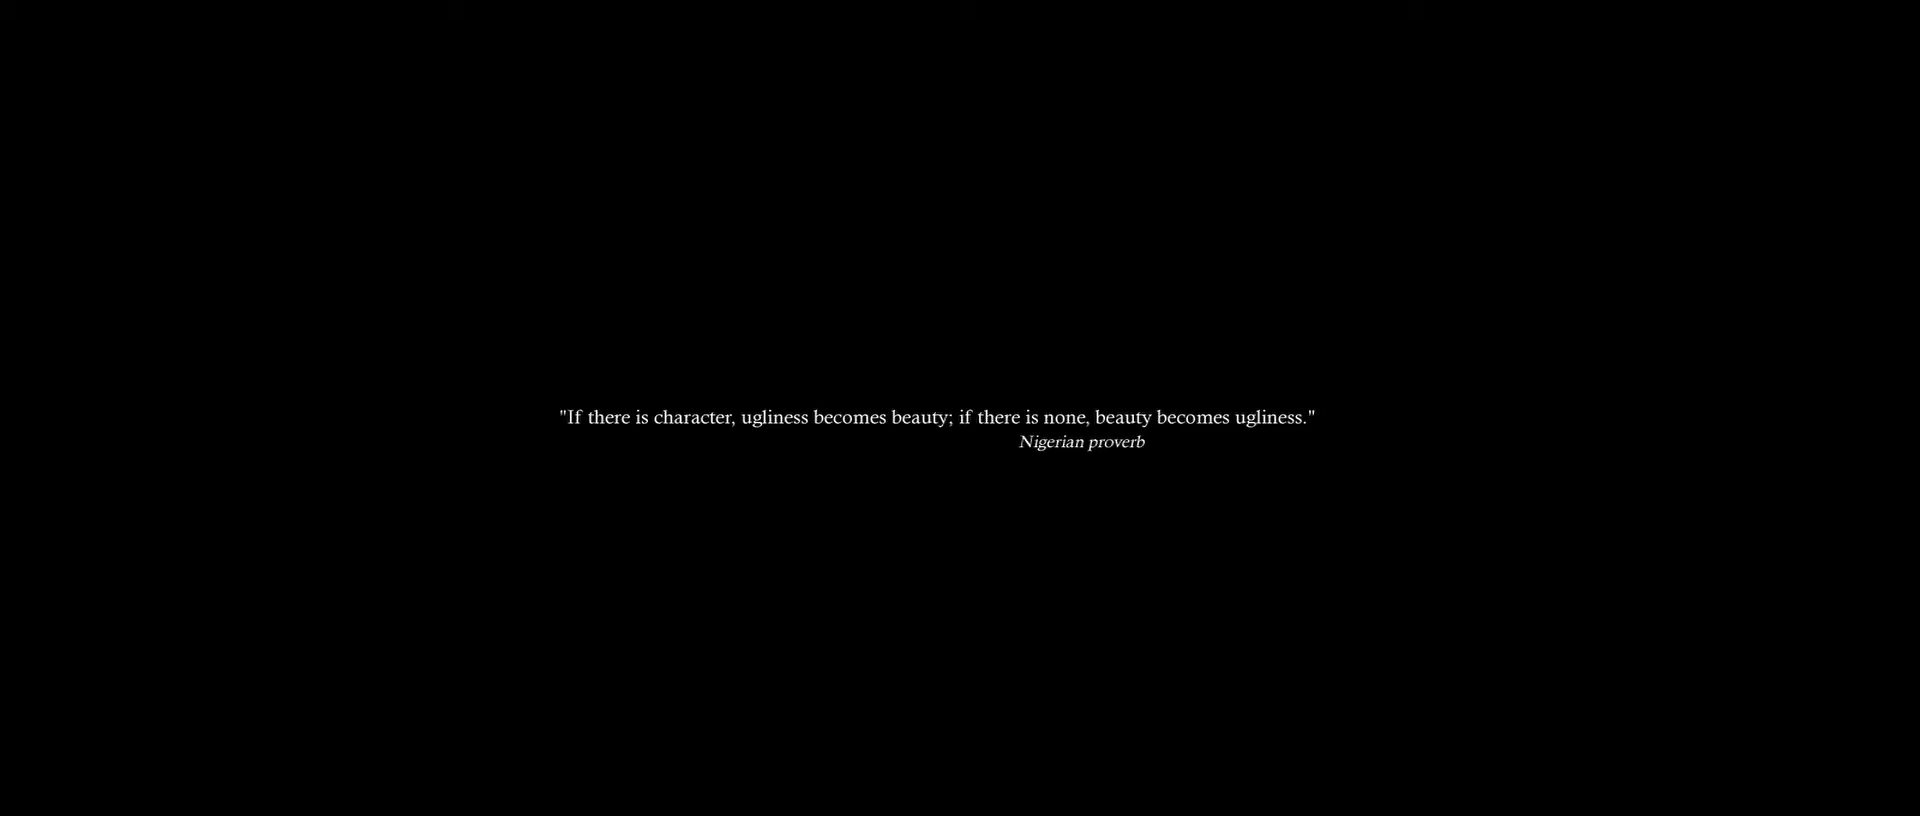 "If there is character, ugliness becomes beauty; if there is none, beauty becomes ugliness."
Nigerian proverb